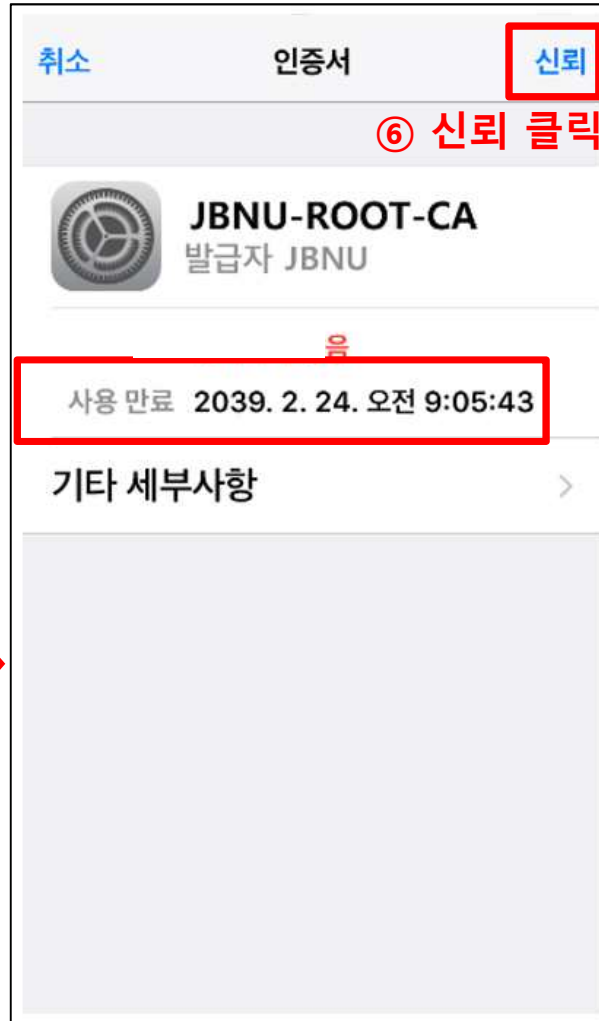 취소 인증서 신뢰
⑥ 신뢰 클릭
JBNU-ROOT-CA
발급자 JBNU
음
사용 만료 2039. 2. 24. 오전 9:05:43
기타 세부사항